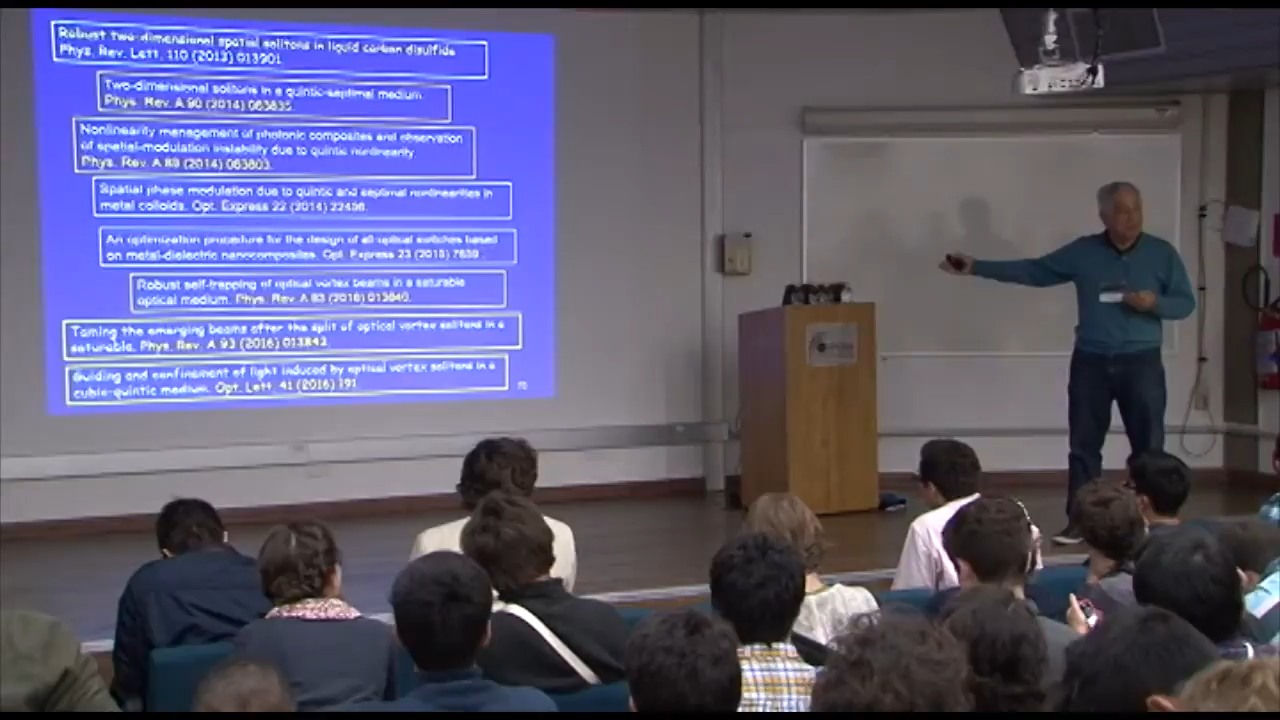 Robust two-dimensional spatial solitons in liquid carbon disulfide
Phys. Rev. Lett. 110 (2013) 013901
Two-dimensional solitons in a quintic-septimal medium.
Phys. Rev. A 90 (2014) 063835.
Nonlinearity management of photonic composites and observation
of spatial-modulation instability due to quintic nonlinearity.
Phys. Rev. A 89 (2014) 063803.
Spatial phase modulation due to quintic and septimal nonlinearities in
metal colloids. Opt. Express 22 (2014) 22456.
An optimization procedure for the design of all-optical switches based
on metal-dielectric nanocomposites. Opt. Express 23 (2015) 7659
Robust self-trapping of optical vortex beams in a saturable
optical medium. Phys. Rev. A 93 (2016) 013840.
Taming the emerging beams after the split of optical vortex solitons in a
saturable. Phys. Rev. A 93 (2016) 013843
Guiding and confinement of light induced by optical vortex solitons in a
cubic-quintic medium. Opt. Lett. 41 (2016) 191